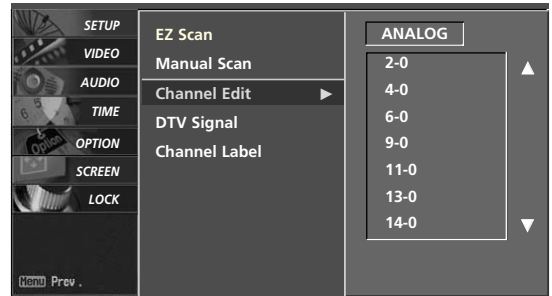 SETUP
VIDEO
AUDIO
TIME
OPTION
SCREEN
LOCK
Menu Prev.
EZ Scan
Manual Scan
Channel Edit ▶
DTV Signal
Channel Label
ANALOG
2-0
4-0
6-0
9-0
11-0
13-0
14-0